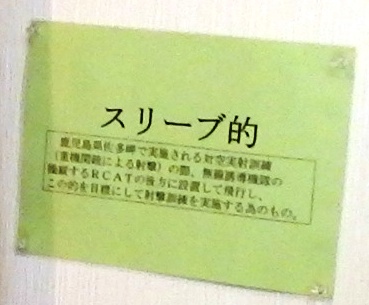 スリーブ的
鹿児島県佐多岬で実施される対空実射訓練
(重機関銃による射撃)の際、無線誘導機隊の
操縦するRCATの後方に設置して飛行し、
この的を目標にして射撃訓練を実施する為のもの。